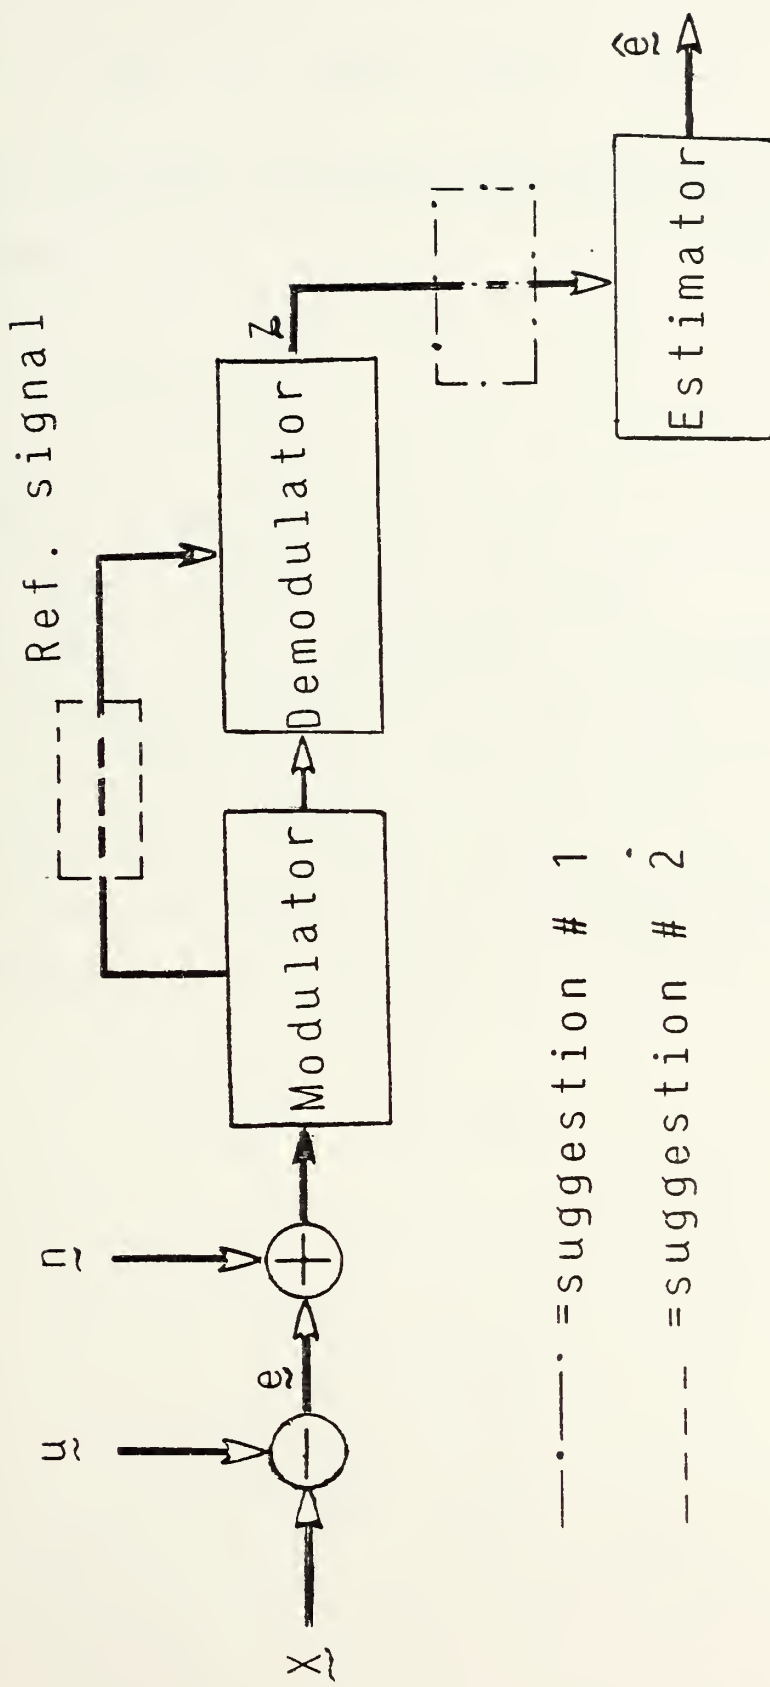 Ref. signal
X̰
ṵ
ḛ
ṋ
Modulator
Demodulator
z̰
Estimator
ḛ̂
—·—· =suggestion # 1
---- =suggestion # 2